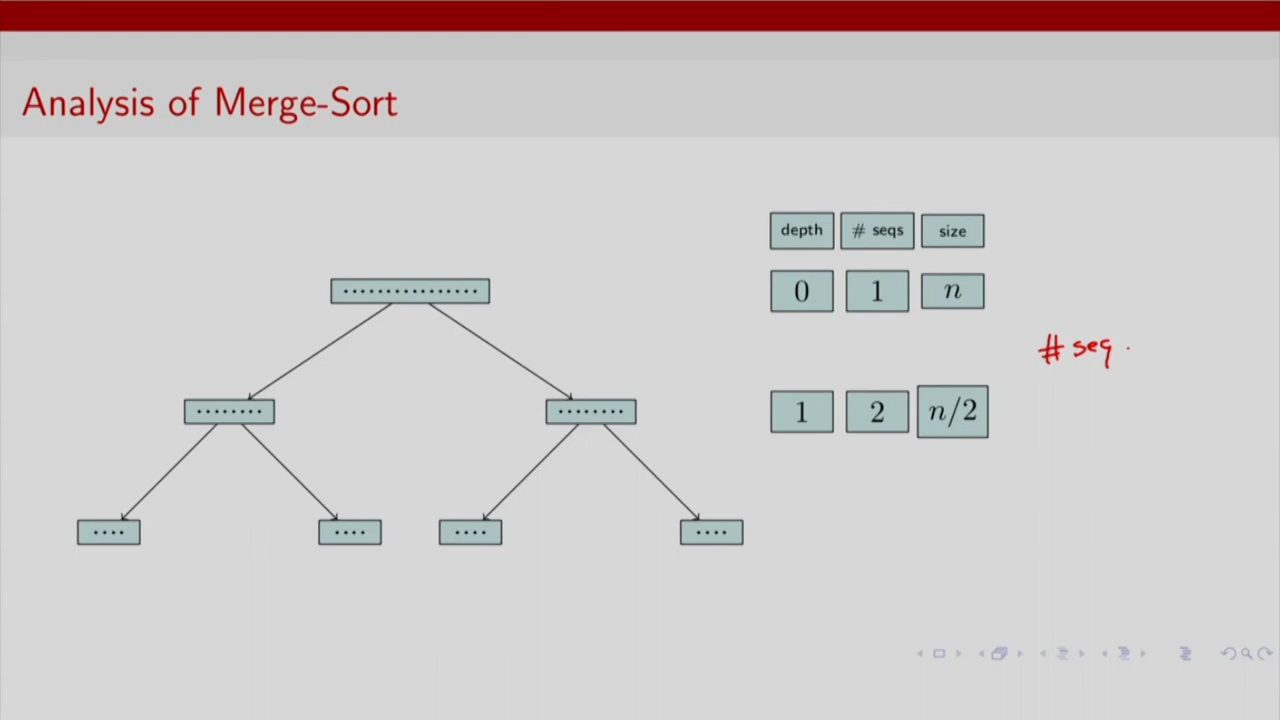 Analysis of Merge-Sort
depth # seqs size
0 1 n
# seq.
1 2 n/2